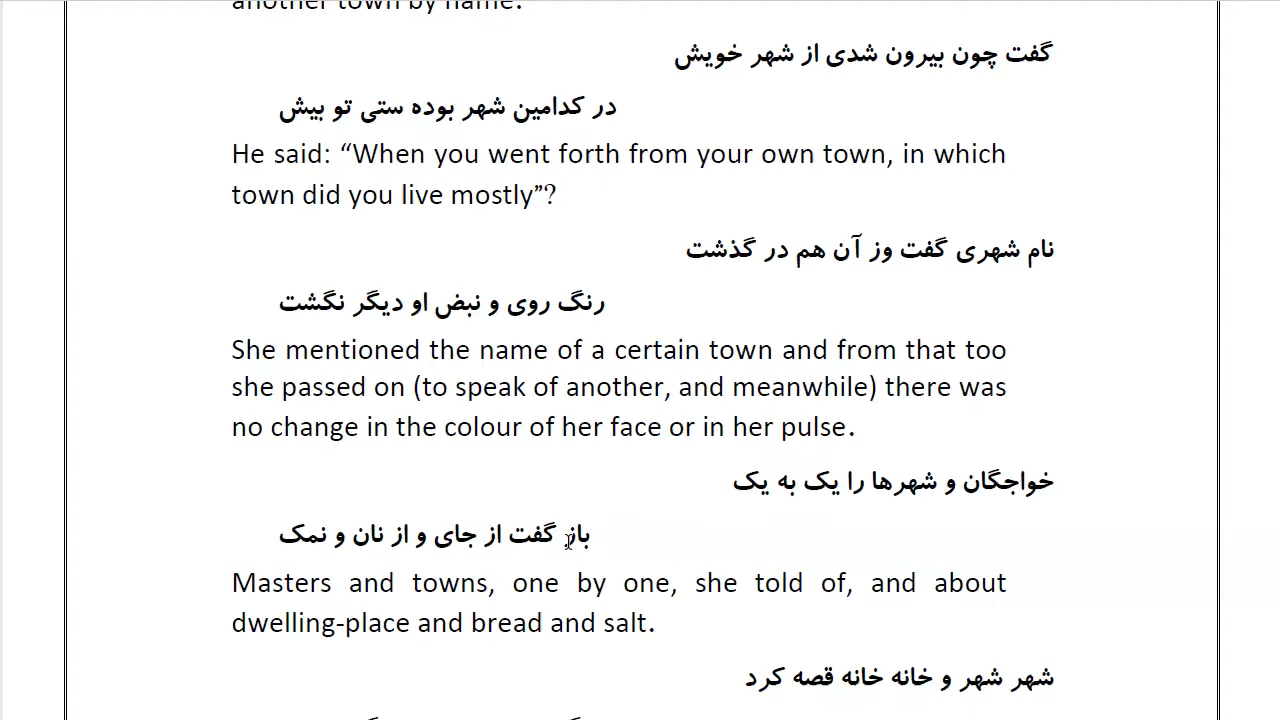 another town by name.
گفت چون بیرون شدی از شهر خویش
در کدامین شهر بوده ستی تو بیش
He said: “When you went forth from your own town, in which
town did you live mostly”?
نام شهری گفت وز آن هم در گذشت
رنگ روی و نبض او دیگر نگشت
She mentioned the name of a certain town and from that too
she passed on (to speak of another, and meanwhile) there was
no change in the colour of her face or in her pulse.
خواجگان و شهرها را یک به یک
باز گفت از جای و از نان و نمک
Masters and towns, one by one, she told of, and about
dwelling-place and bread and salt.
شهر شهر و خانه خانه قصه کرد